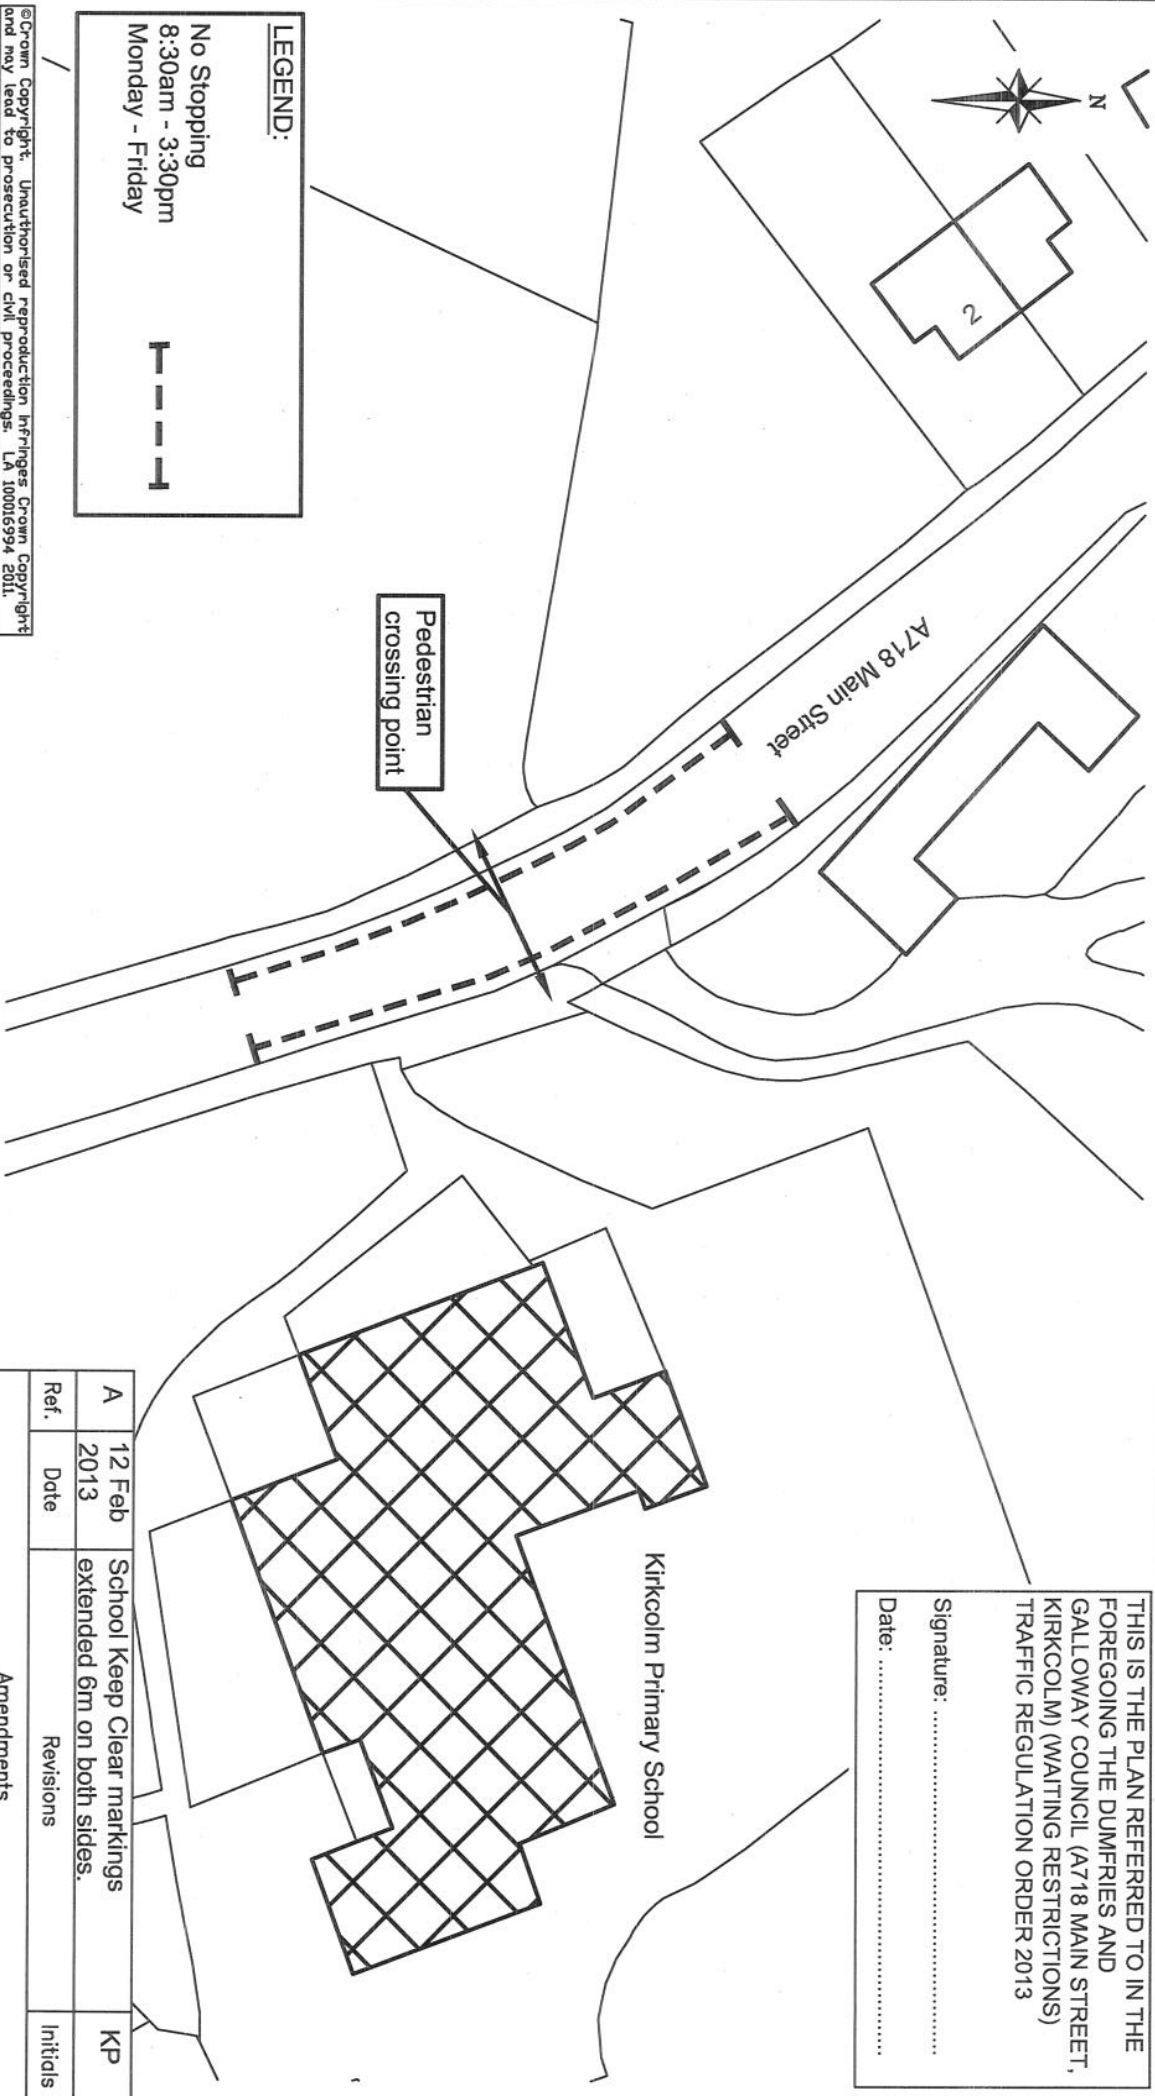 THIS IS THE PLAN REFERRED TO IN THE
FOREGOING THE DUMFRIES AND
GALLOWAY COUNCIL (A718 MAIN STREET,
KIRKCOLM) (WAITING RESTRICTIONS)
TRAFFIC REGULATION ORDER 2013
Signature: ................................................
Date: ................................................
N
2
A718 Main Street
Pedestrian
crossing point
Kirkcolm Primary School
LEGEND:
No Stopping
8:30am - 3:30pm
Monday - Friday
©Crown Copyright. Unauthorised reproduction infringes Crown Copyright
and may lead to prosecution or civil proceedings. LA 100016994 2011.
A 12 Feb 2013 School Keep Clear markings extended 6m on both sides. KP
Ref. Date Revisions Initials
Amendments